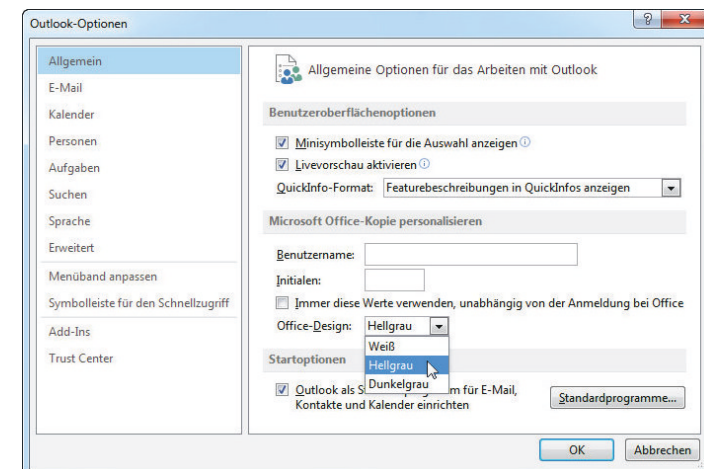 Outlook-Optionen
Allgemein
E-Mail
Kalender
Personen
Aufgaben
Suchen
Sprache
Erweitert
Menüband anpassen
Symbolleiste für den Schnellzugriff
Add-Ins
Trust Center
Allgemeine Optionen für das Arbeiten mit Outlook
Benutzeroberflächenoptionen
Minisymbolleiste für die Auswahl anzeigen
Livevorschau aktivieren
QuickInfo-Format: Featurebeschreibungen in QuickInfos anzeigen
Microsoft Office-Kopie personalisieren
Benutzername:
Initialen:
Immer diese Werte verwenden, unabhängig von der Anmeldung bei Office
Office-Design: Hellgrau
Weiß
Hellgrau
Dunkelgrau
Startoptionen
Outlook als für E-Mail,
Kontakte und Kalender einrichten
Standardprogramme...
OK Abbrechen